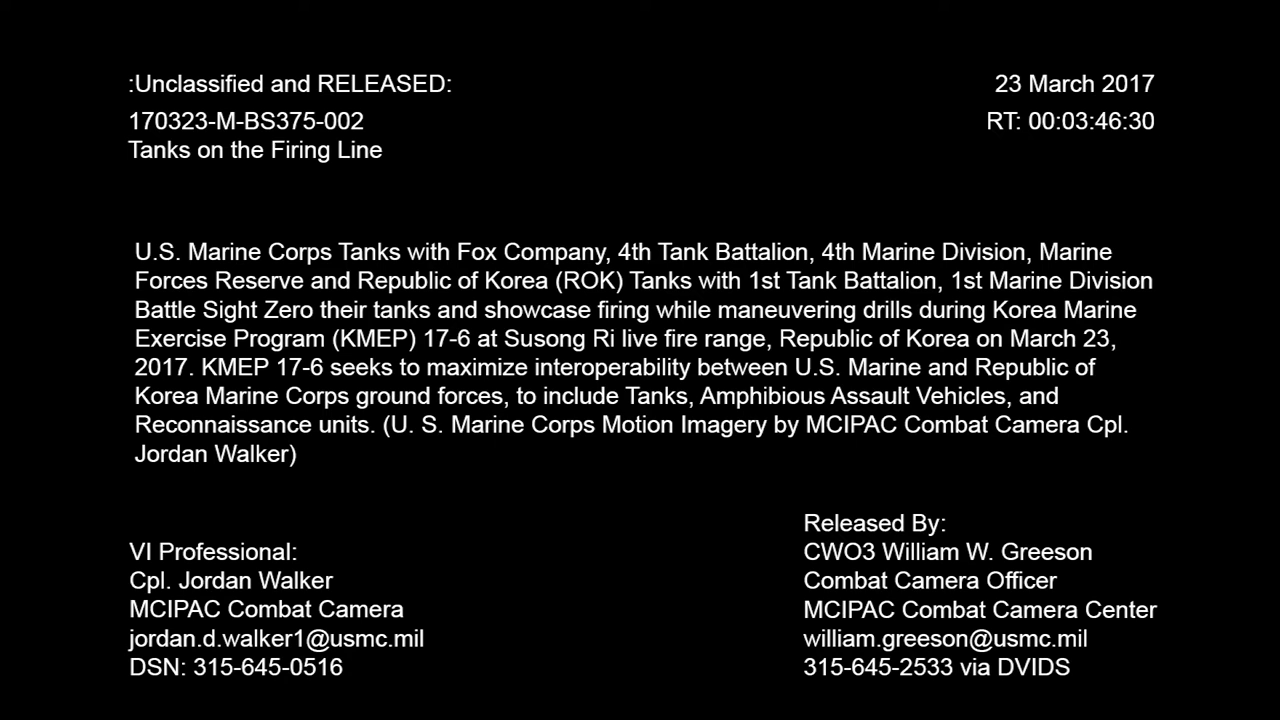 :Unclassified and RELEASED:
23 March 2017
170323-M-BS375-002
RT: 00:03:46:30
Tanks on the Firing Line
U.S. Marine Corps Tanks with Fox Company, 4th Tank Battalion, 4th Marine Division, Marine
Forces Reserve and Republic of Korea (ROK) Tanks with 1st Tank Battalion, 1st Marine Division
Battle Sight Zero their tanks and showcase firing while maneuvering drills during Korea Marine
Exercise Program (KMEP) 17-6 at Susong Ri live fire range, Republic of Korea on March 23,
2017. KMEP 17-6 seeks to maximize interoperability between U.S. Marine and Republic of
Korea Marine Corps ground forces, to include Tanks, Amphibious Assault Vehicles, and
Reconnaissance units. (U. S. Marine Corps Motion Imagery by MCIPAC Combat Camera Cpl.
Jordan Walker)
VI Professional:
Cpl. Jordan Walker
MCIPAC Combat Camera
jordan.d.walker1@usmc.mil
DSN: 315-645-0516
Released By:
CWO3 William W. Greeson
Combat Camera Officer
MCIPAC Combat Camera Center
william.greeson@usmc.mil
315-645-2533 via DVIDS